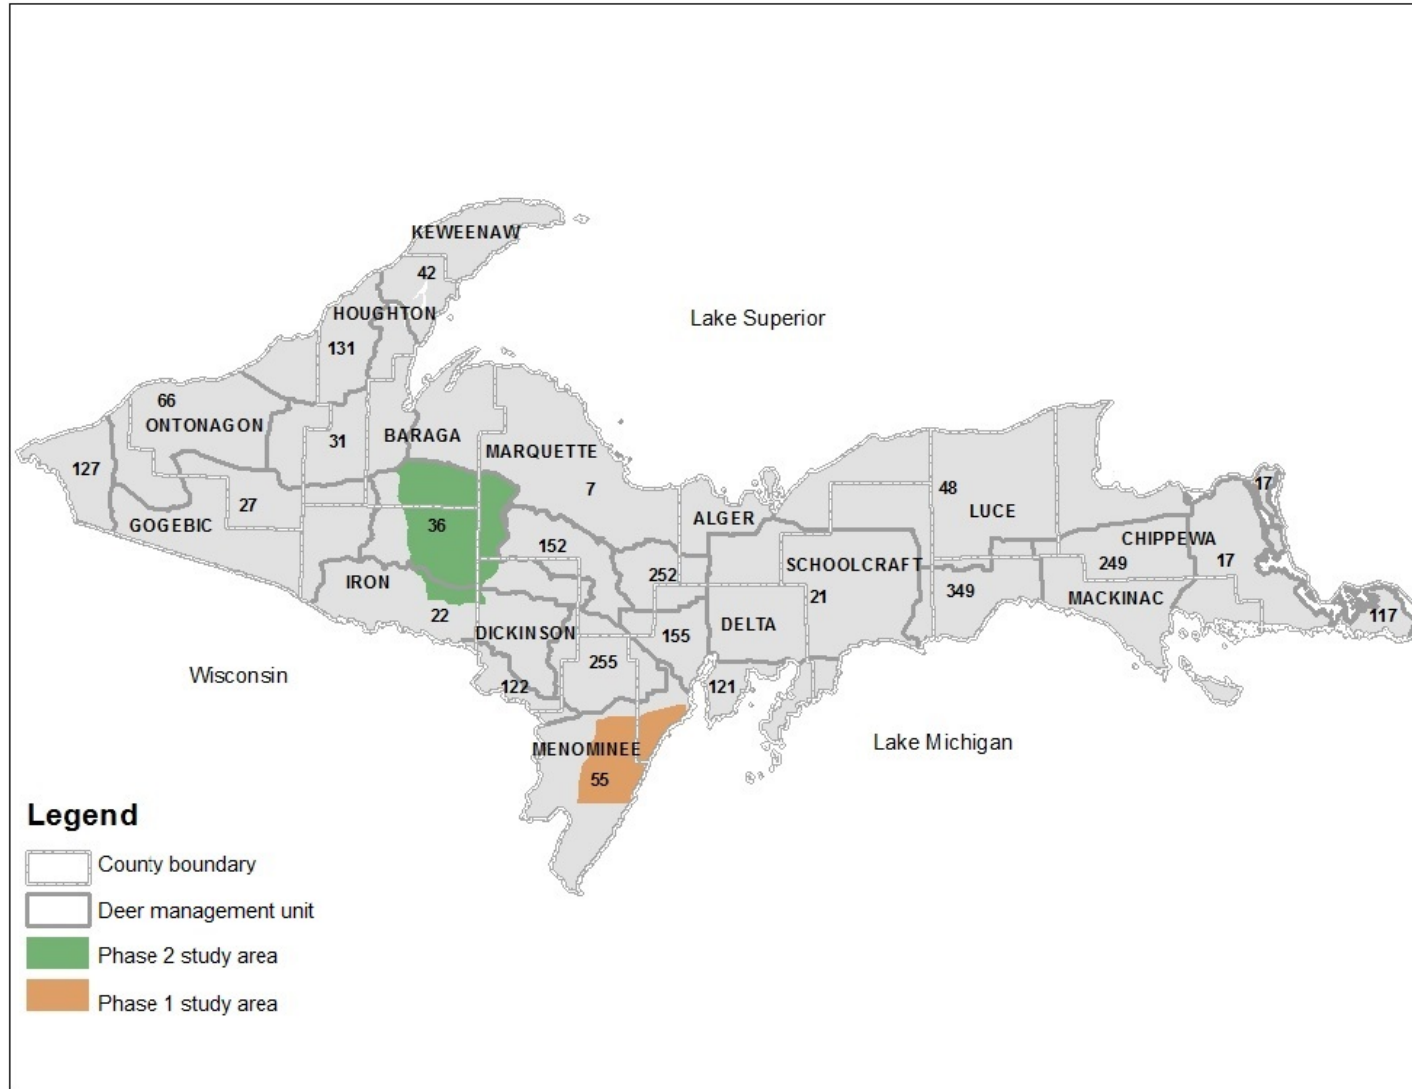 KEWEENAW
42
HOUGHTON
Lake Superior
131
66
ONTONAGON
31
BARAGA
MARQUETTE
127
7
17
48
27
GOGEBIC
36
ALGER
LUCE
152
CHIPPEWA
SCHOOLCRAFT
249
17
IRON
252
21
349
MACKINAC
22
117
DICKINSON
155
DELTA
Wisconsin
255
122
121
MENOMINEE
Lake Michigan
55
Legend
County boundary
Deer management unit
Phase 2 study area
Phase 1 study area